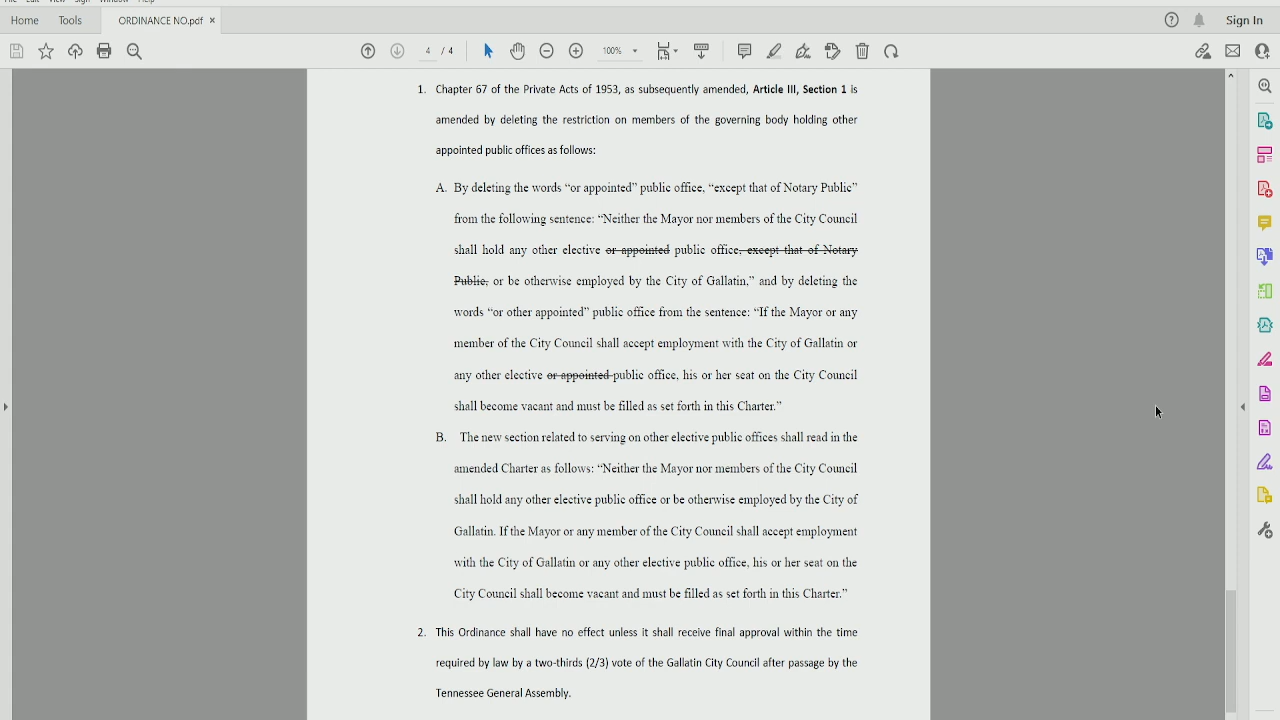 Home Tools ORDINANCE NO.pdf × Sign In
4 / 4 100%
1. Chapter 67 of the Private Acts of 1953, as subsequently amended, Article III, Section 1 is
amended by deleting the restriction on members of the governing body holding other
appointed public offices as follows:
A. By deleting the words “or appointed” public office, “except that of Notary Public”
from the following sentence: “Neither the Mayor nor members of the City Council
shall hold any other elective or appointed public office, except that of Notary
Public, or be otherwise employed by the City of Gallatin,” and by deleting the
words “or other appointed” public office from the sentence: “If the Mayor or any
member of the City Council shall accept employment with the City of Gallatin or
any other elective or appointed public office, his or her seat on the City Council
shall become vacant and must be filled as set forth in this Charter.”
B. The new section related to serving on other elective public offices shall read in the
amended Charter as follows: “Neither the Mayor nor members of the City Council
shall hold any other elective public office or be otherwise employed by the City of
Gallatin. If the Mayor or any member of the City Council shall accept employment
with the City of Gallatin or any other elective public office, his or her seat on the
City Council shall become vacant and must be filled as set forth in this Charter.”
2. This Ordinance shall have no effect unless it shall receive final approval within the time
required by law by a two-thirds (2/3) vote of the Gallatin City Council after passage by the
Tennessee General Assembly.